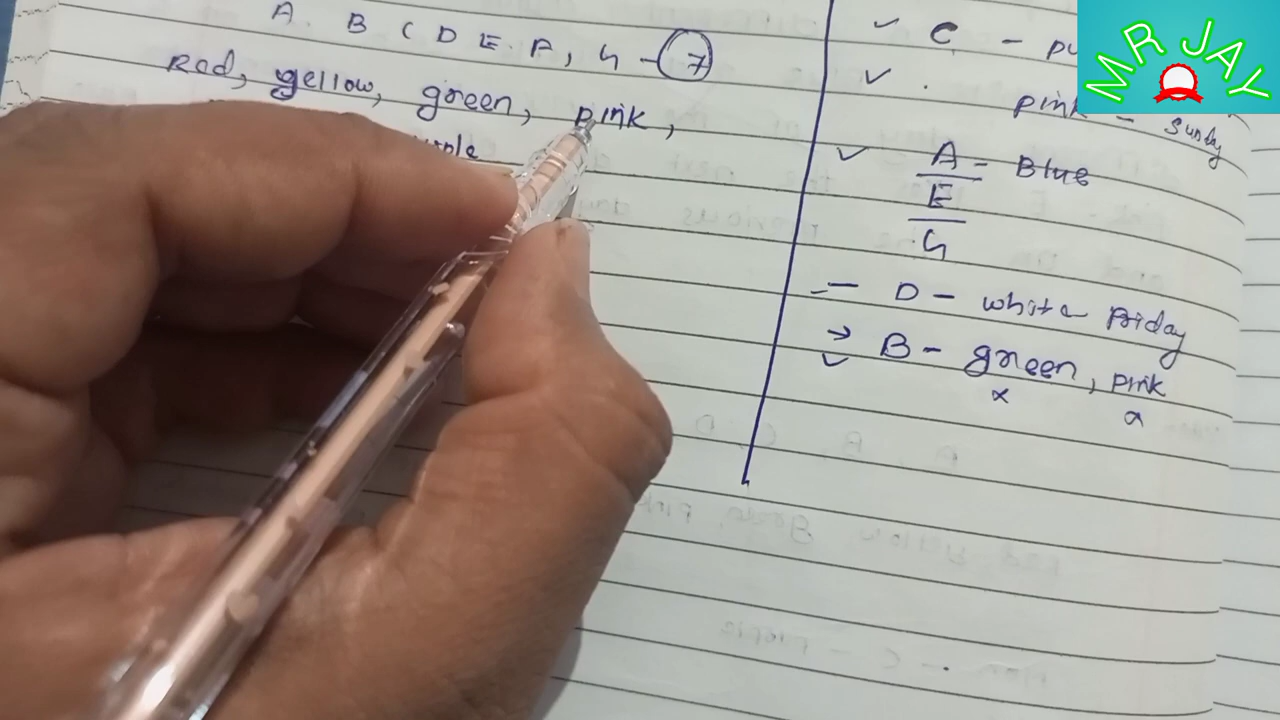 A. B C D E. F, G - 7
Red, yellow, green, pink,
C - pu
pink - Sunday
A - Blue
E
G
D - white Friday
→ B - green, pink
x
MR JAY